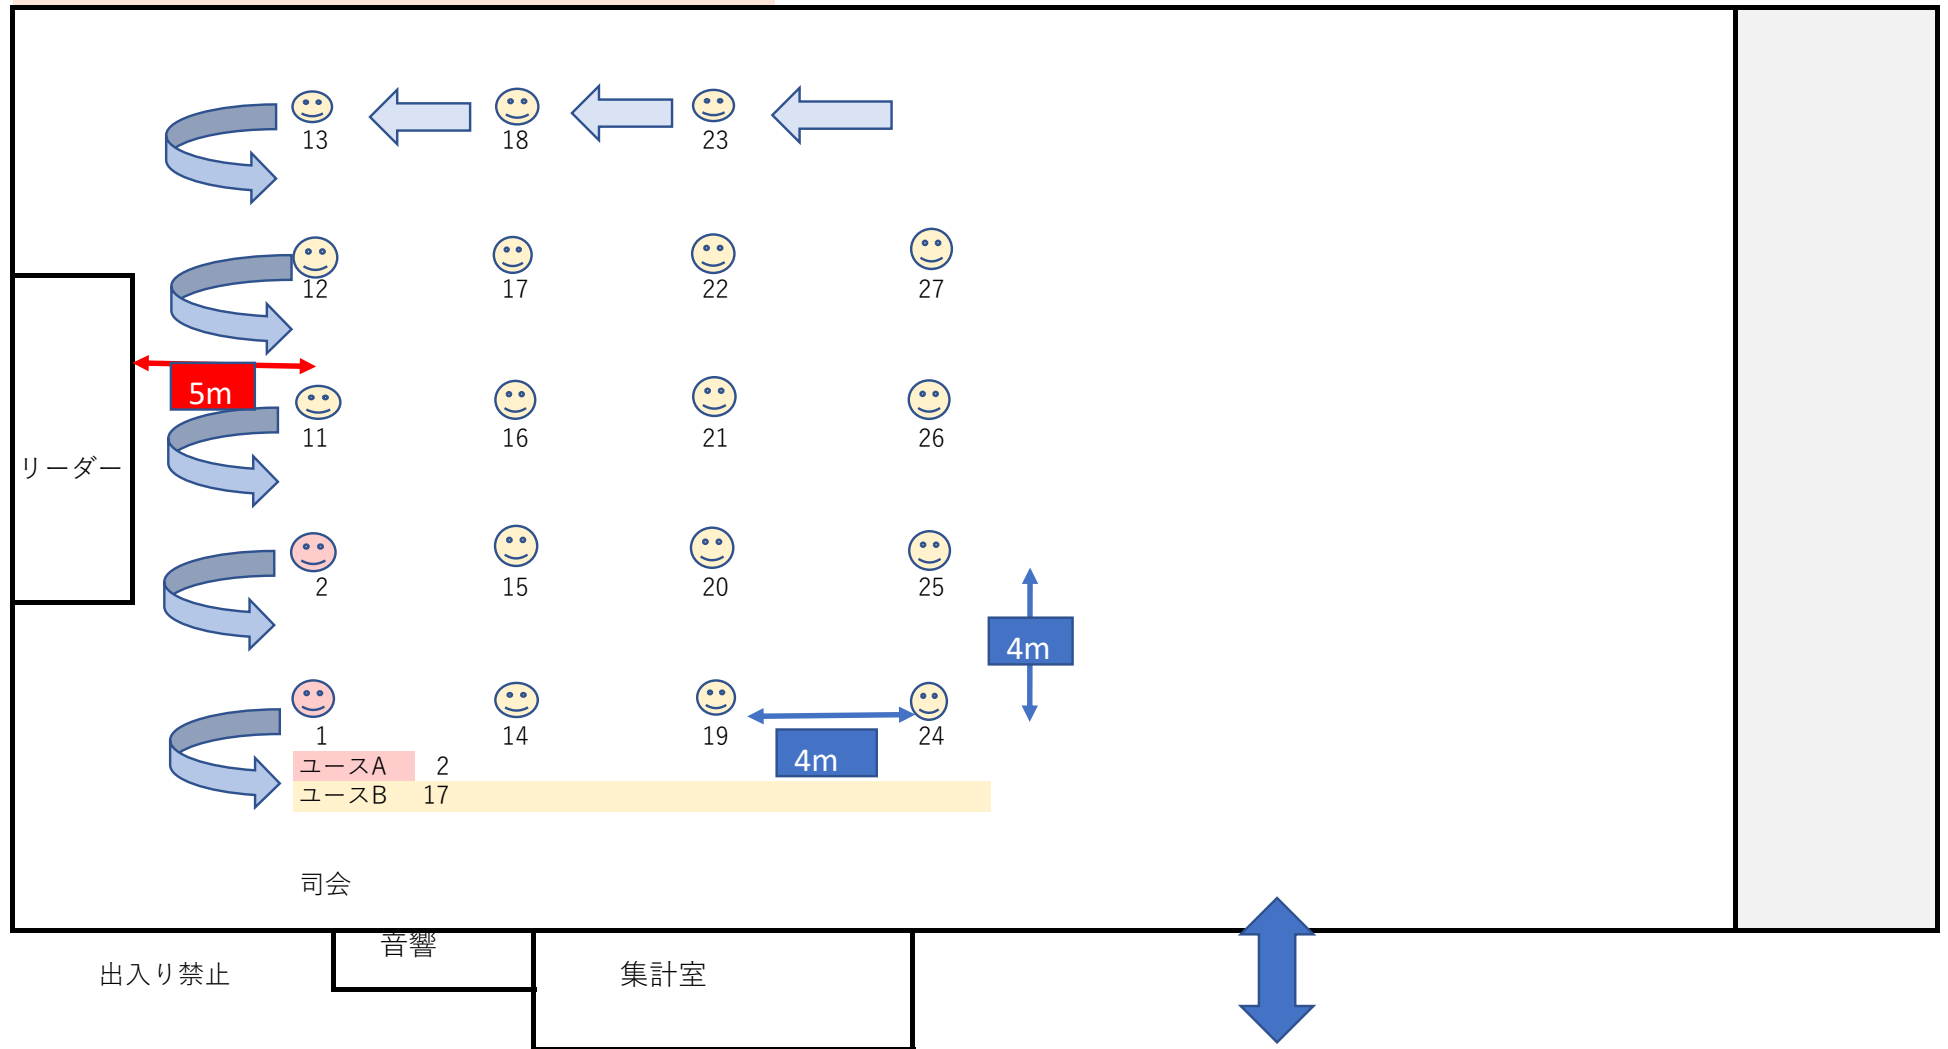 13 18 23
12 17 22 27
5m
11 16 21 26
リーダー
2 15 20 25
4m
1 14 19 24
ユースA 2
4m
ユースB 17
司会
音響
出入り禁止
集計室